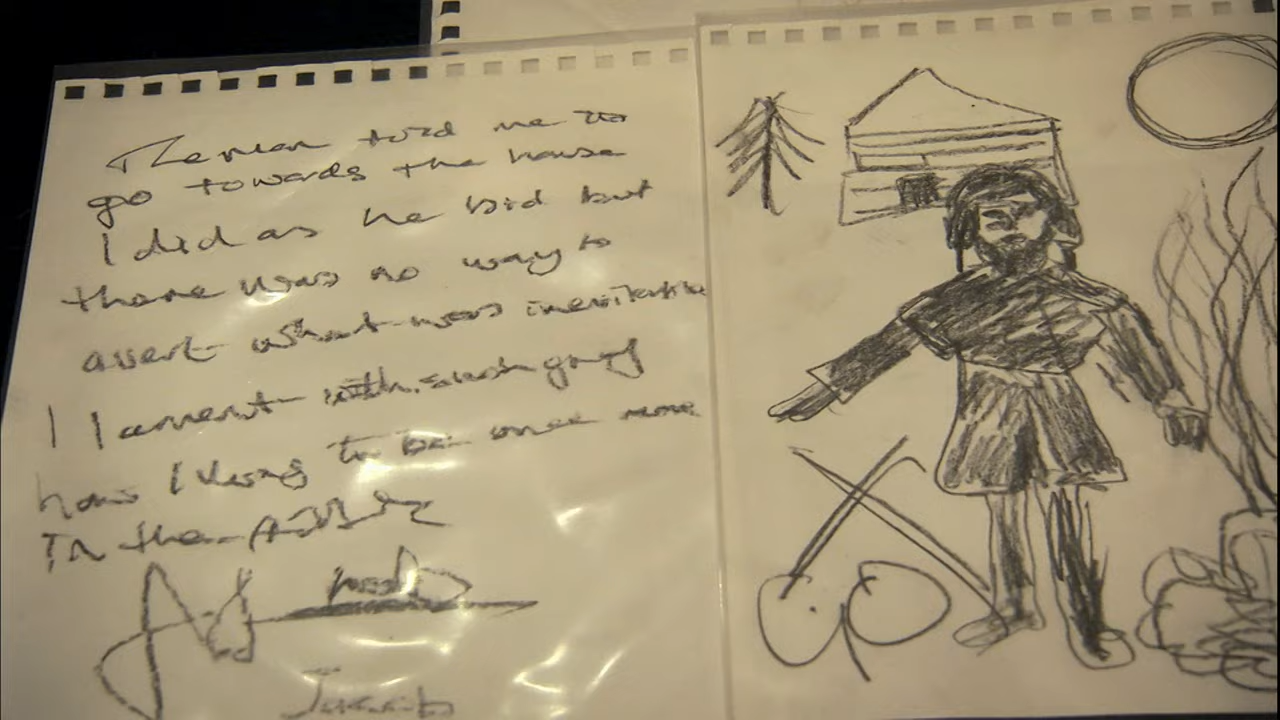 The man told me to
go towards the house
I did as he bid but
there was no way to
avert what was inevitable
I lament with such grief
how I long to be once more
in the